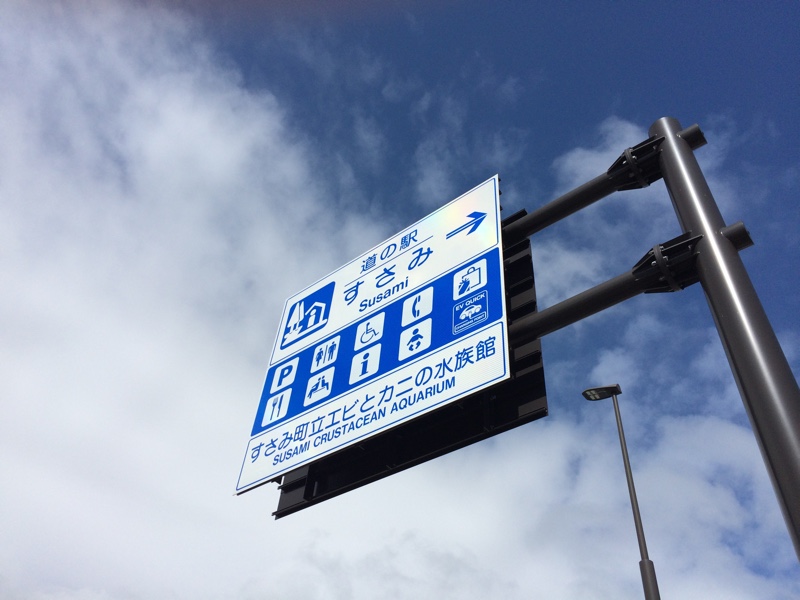 道の駅
すさみ
Susami
P
EV QUICK
i
すさみ町立エビとカニの水族館
SUSAMI CRUSTACEAN AQUARIUM